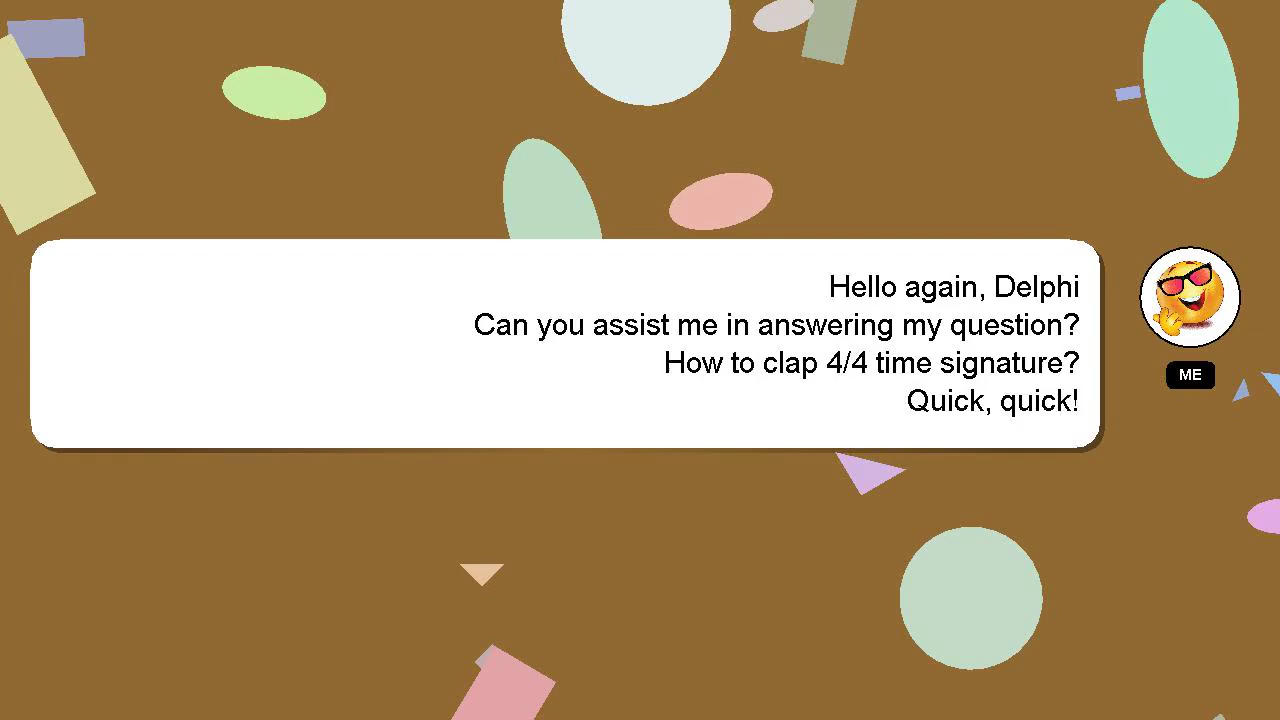 Hello again, Delphi
Can you assist me in answering my question?
How to clap 4/4 time signature?
Quick, quick!
ME